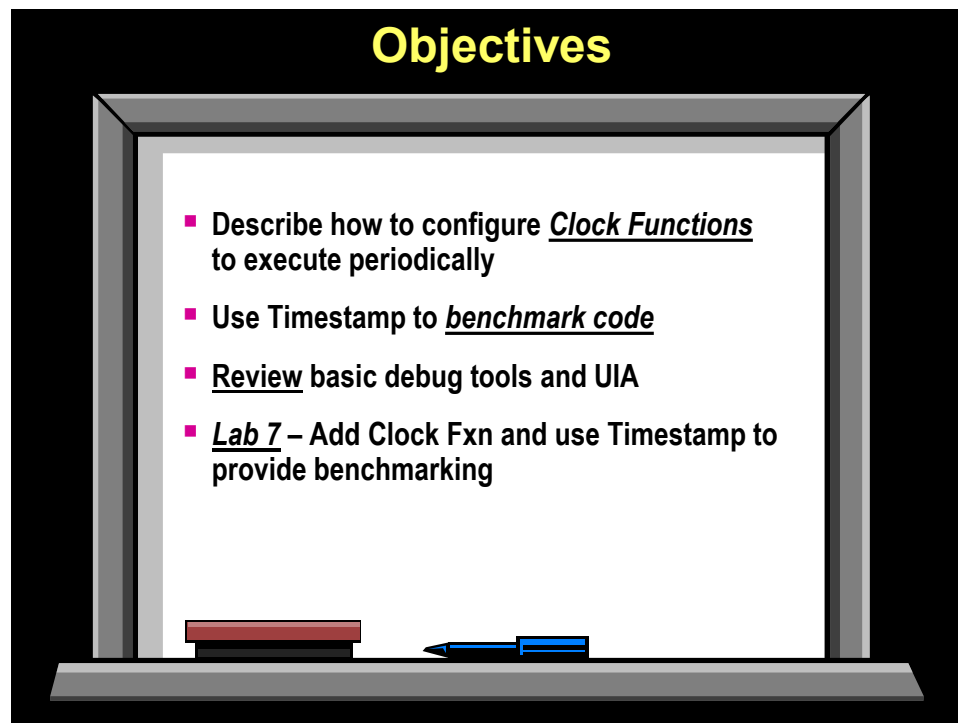 Objectives
Describe how to configure Clock Functions
to execute periodically
Use Timestamp to benchmark code
Review basic debug tools and UIA
Lab 7 – Add Clock Fxn and use Timestamp to
provide benchmarking